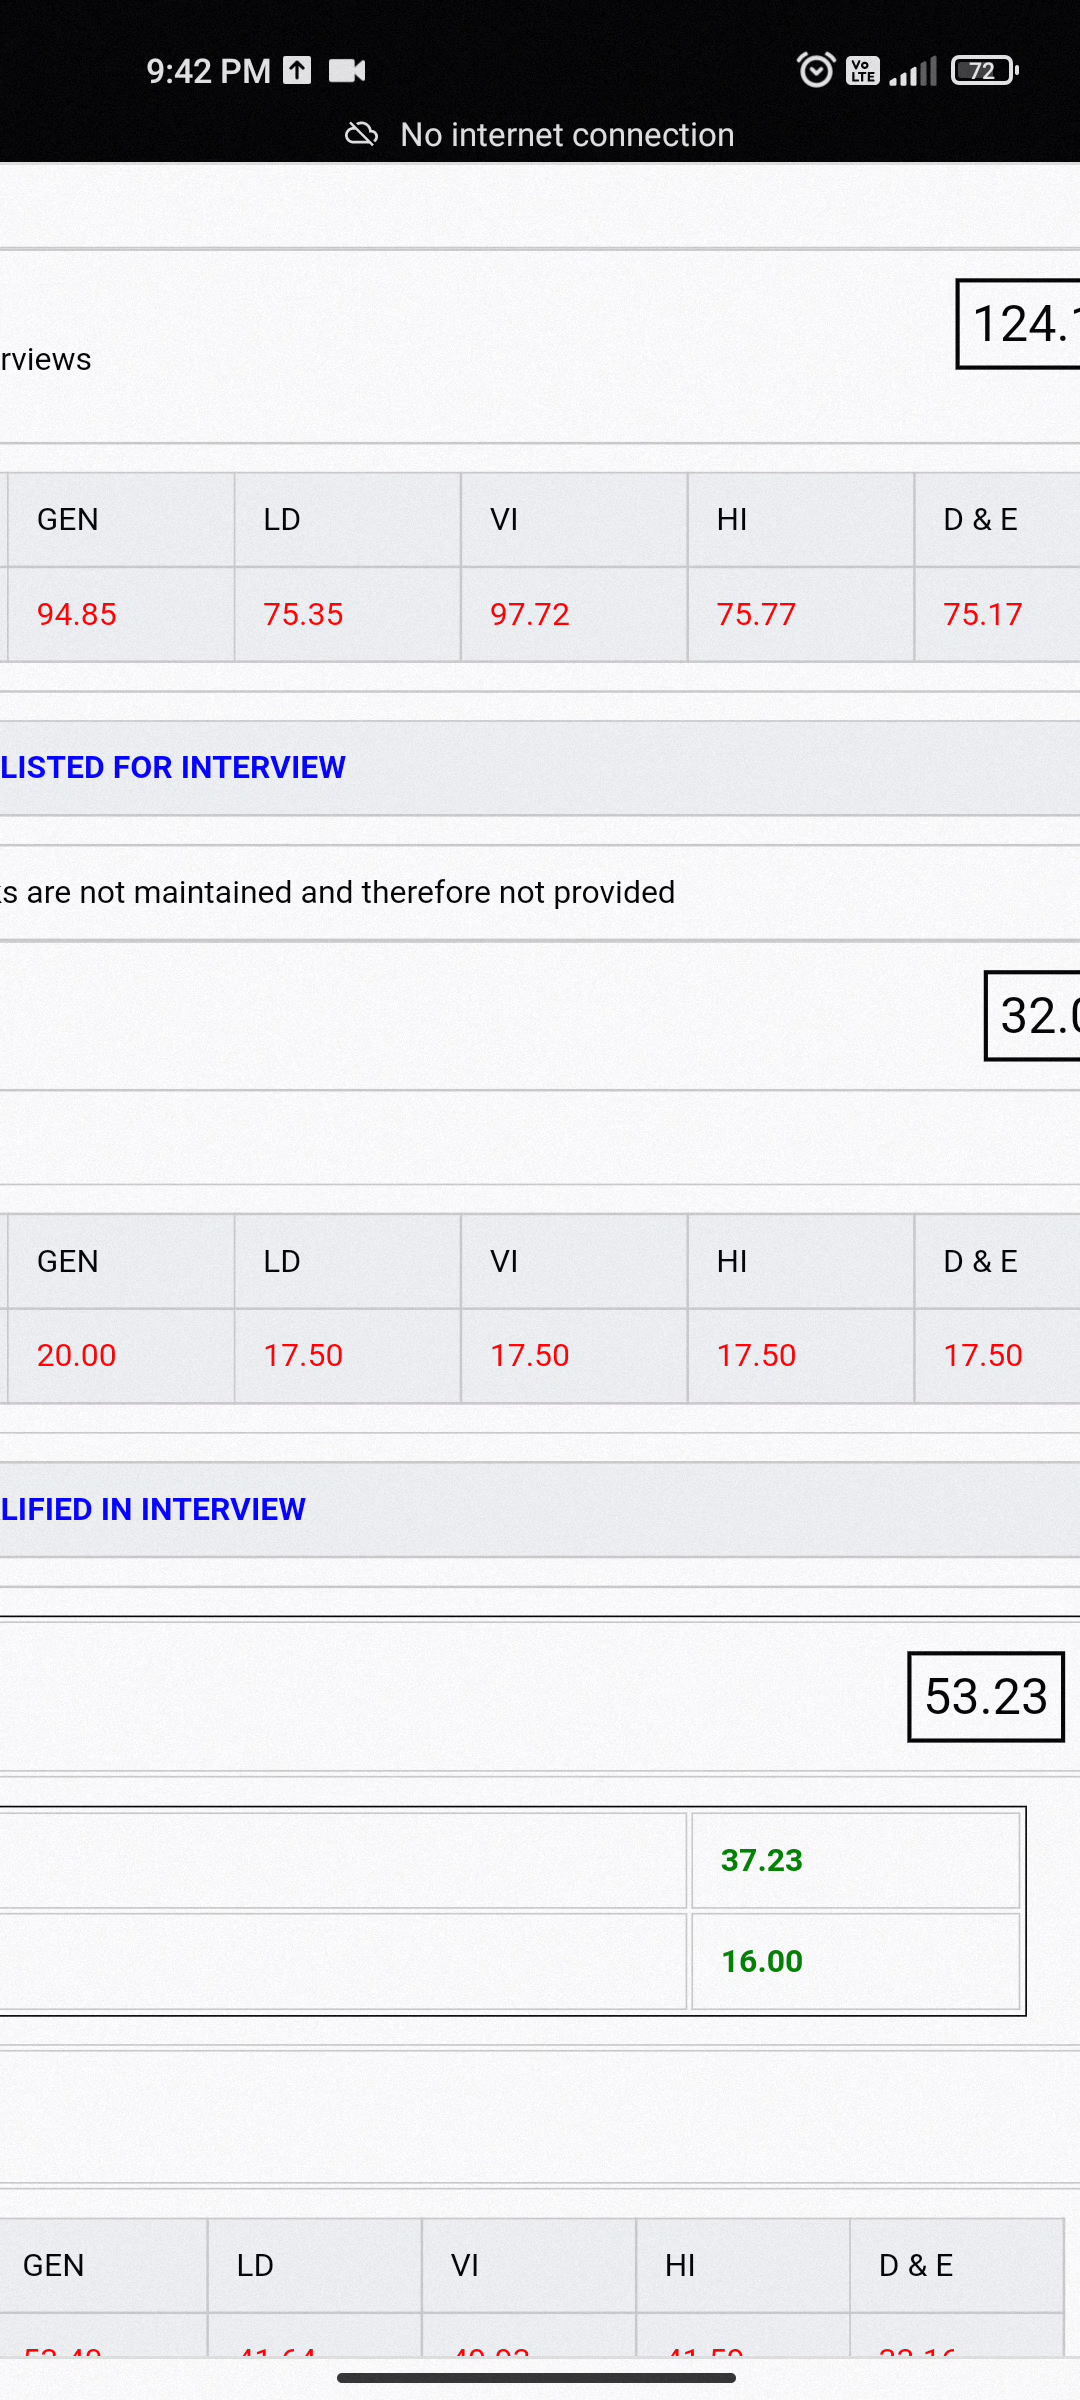 9:42 PM
Vo LTE
72
No internet connection
124.
rviews
GEN LD VI HI D & E
94.85 75.35 97.72 75.77 75.17
LISTED FOR INTERVIEW
s are not maintained and therefore not provided
32.
GEN LD VI HI D & E
20.00 17.50 17.50 17.50 17.50
LIFIED IN INTERVIEW
53.23
37.23
16.00
GEN LD VI HI D & E